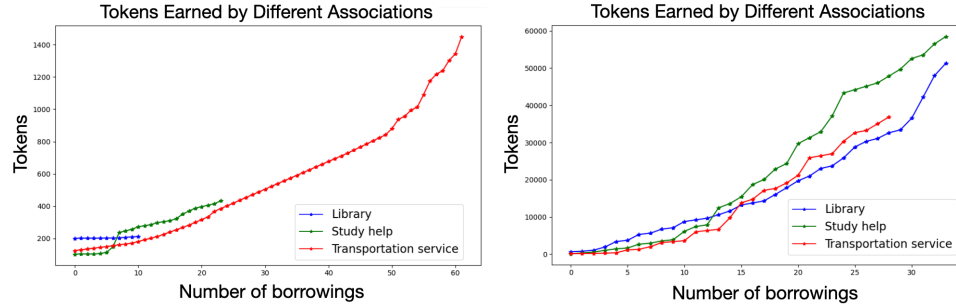 Tokens Earned by Different Associations
Tokens
1400
1200
1000
800
600
400
200
Library
Study help
Transportation service
0 10 20 30 40 50 60
Number of borrowings
Tokens Earned by Different Associations
Tokens
60000
50000
40000
30000
20000
10000
0
Library
Study help
Transportation service
0 5 10 15 20 25 30
Number of borrowings